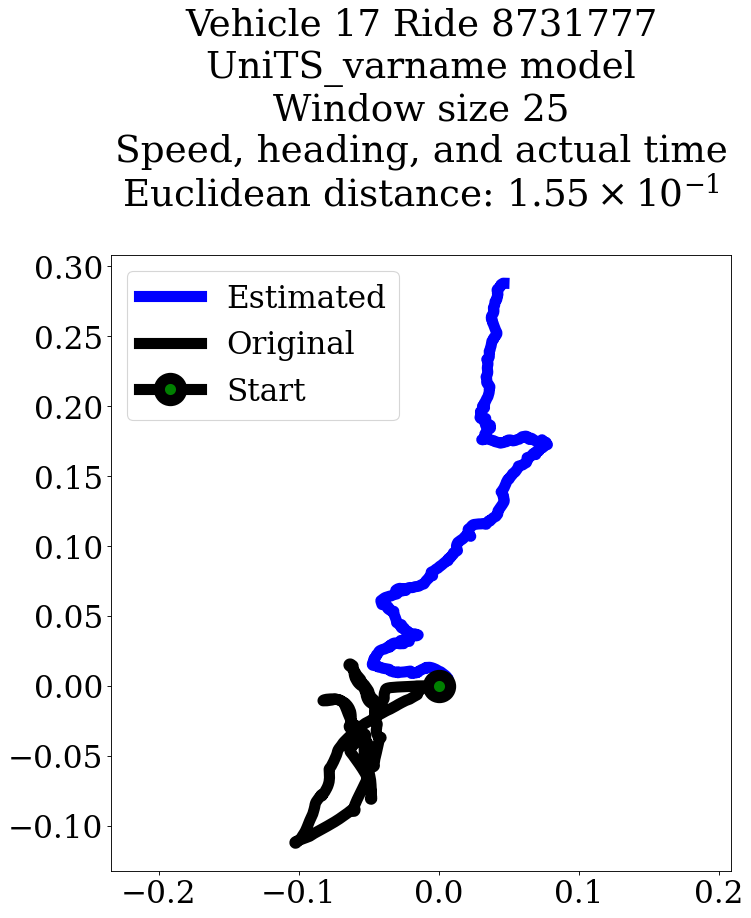 Vehicle 17 Ride 8731777
UniTS_varname model
Window size 25
Speed, heading, and actual time
Euclidean distance: 1.55 × 10⁻¹
0.30
0.25
0.20
0.15
0.10
0.05
0.00
−0.05
−0.10
Estimated
Original
Start
−0.2
−0.1
0.0
0.1
0.2